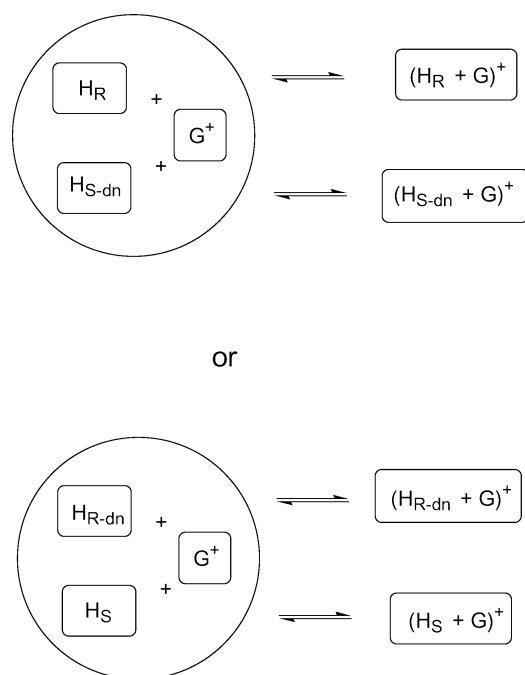 H_R + (H_R + G)^+
G^+
H_S-dn + (H_S-dn + G)^+
or
H_R-dn + (H_R-dn + G)^+
G^+
H_S + (H_S + G)^+